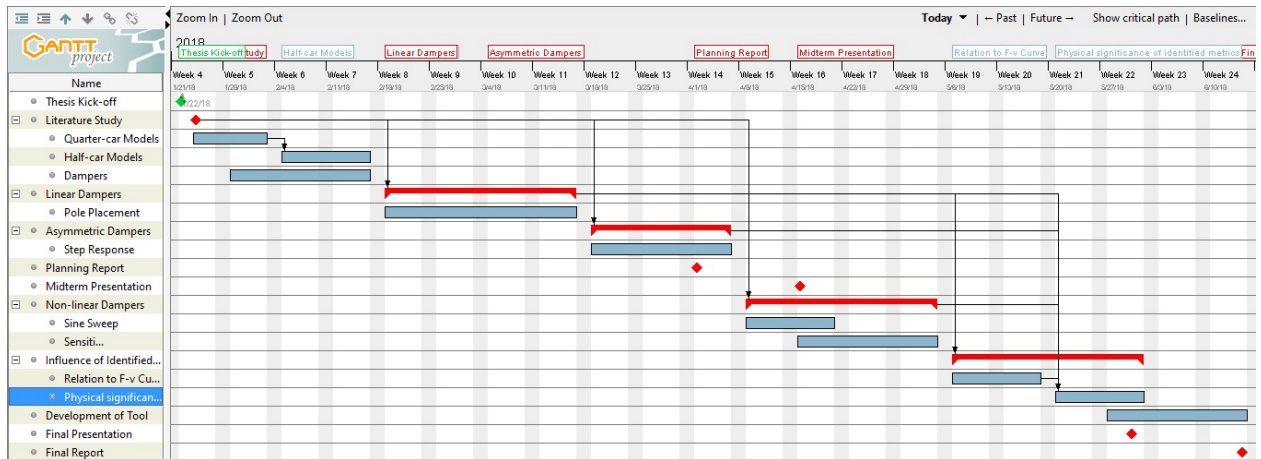 Zoom In | Zoom Out
Today ▼ | ←Past | Future→ Show critical path | Baselines...
GANTT project
2018
Thesis Kick-off tudy Half-car Models Linear Dampers Asymmetric Dampers Planning Report Midterm Presentation Relation to F-v Curve Physical significance of identified metrics Fin
Name
Week 4 Week 5 Week 6 Week 7 Week 8 Week 9 Week 10 Week 11 Week 12 Week 13 Week 14 Week 15 Week 16 Week 17 Week 18 Week 19 Week 20 Week 21 Week 22 Week 23 Week 24
1/21/18 1/28/18 2/4/18 2/11/18 2/18/18 2/25/18 3/4/18 3/11/18 3/18/18 3/25/18 4/1/18 4/8/18 4/15/18 4/22/18 4/29/18 5/6/18 5/13/18 5/20/18 5/27/18 6/3/18 6/10/18
Thesis Kick-off
1/22/18
Literature Study
Quarter-car Models
Half-car Models
Dampers
Linear Dampers
Pole Placement
Asymmetric Dampers
Step Response
Planning Report
Midterm Presentation
Non-linear Dampers
Sine Sweep
Sensiti...
Influence of Identified...
Relation to F-v Cu...
Physical significan...
Development of Tool
Final Presentation
Final Report